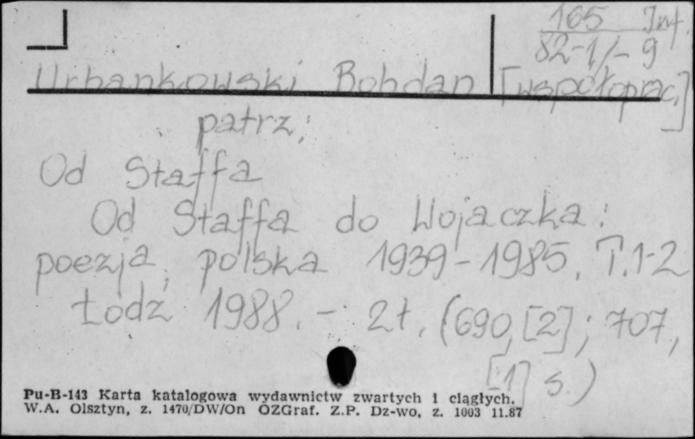 165 Inf.
82-1/-9
Urbankowski Bohdan [współoprac.]
patrz:
Od Staffa
Od Staffa do Wojaczka:
poezja polska 1939-1985. T.1-2
Łódź 1988. - 2 t. (690, [2]; 707,
[1] s.)
Pu-B-143 Karta katalogowa wydawnictw zwartych i ciągłych.
W.A. Olsztyn, z. 1470/DW/On OZGraf. Z.P. Dz-wo, z. 1003 11.87